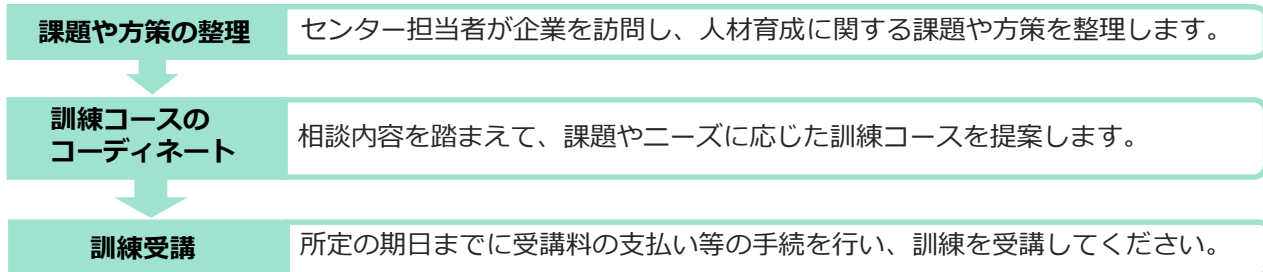 課題や方策の整理
センター担当者が企業を訪問し、人材育成に関する課題や方策を整理します。
訓練コースの
コーディネート
相談内容を踏まえて、課題やニーズに応じた訓練コースを提案します。
訓練受講
所定の期日までに受講料の支払い等の手続を行い、訓練を受講してください。